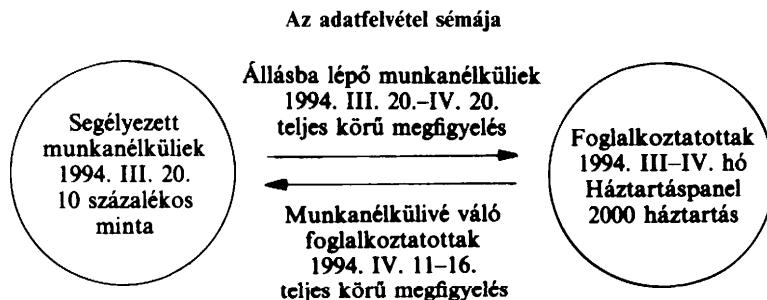 Az adatfelvétel sémája
Segélyezett
munkanélküliek
1994. III. 20.
10 százalékos
minta
Állásba lépő munkanélküliek
1994. III. 20.–IV. 20.
teljes körű megfigyelés
Munkanélkülivé váló
foglalkoztatottak
1994. IV. 11–16.
teljes körű megfigyelés
Foglalkoztatottak
1994. III–IV. hó
Háztartáspanel
2000 háztartás